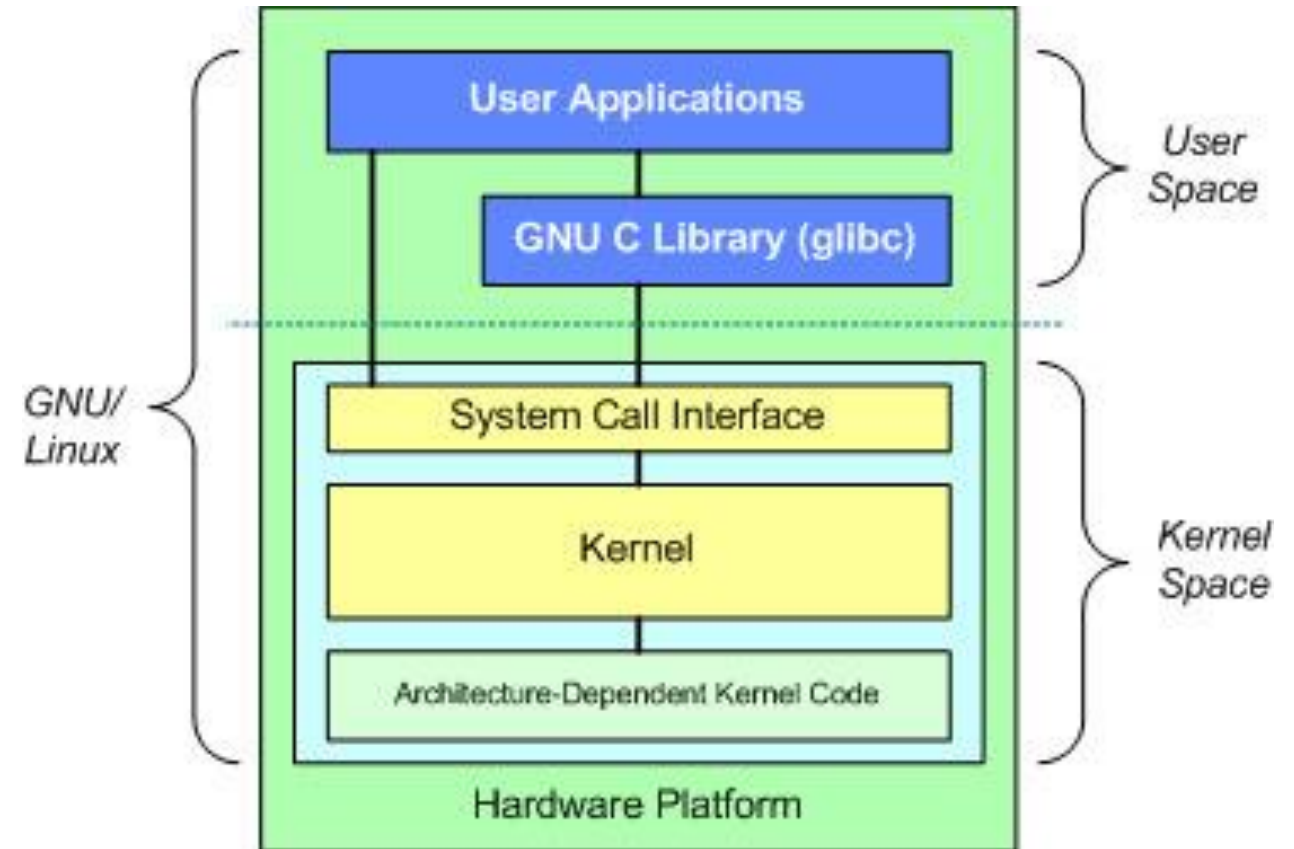 User Applications
User
Space
GNU C Library (glibc)
GNU/
Linux
System Call Interface
Kernel
Kernel
Space
Architecture-Dependent Kernel Code
Hardware Platform